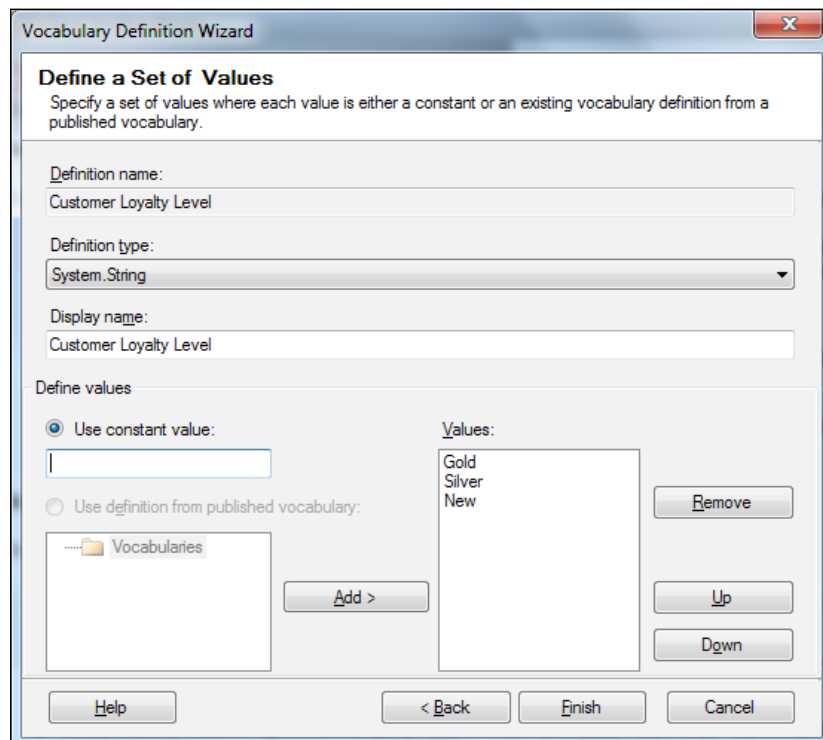 Vocabulary Definition Wizard
Define a Set of Values
Specify a set of values where each value is either a constant or an existing vocabulary definition from a
published vocabulary.
Definition name:
Customer Loyalty Level
Definition type:
System.String
Display name:
Customer Loyalty Level
Define values
Use constant value:
Values:
Gold
Silver
New
Use definition from published vocabulary:
Remove
Vocabularies
Add >
Up
Down
Help
< Back
Finish
Cancel